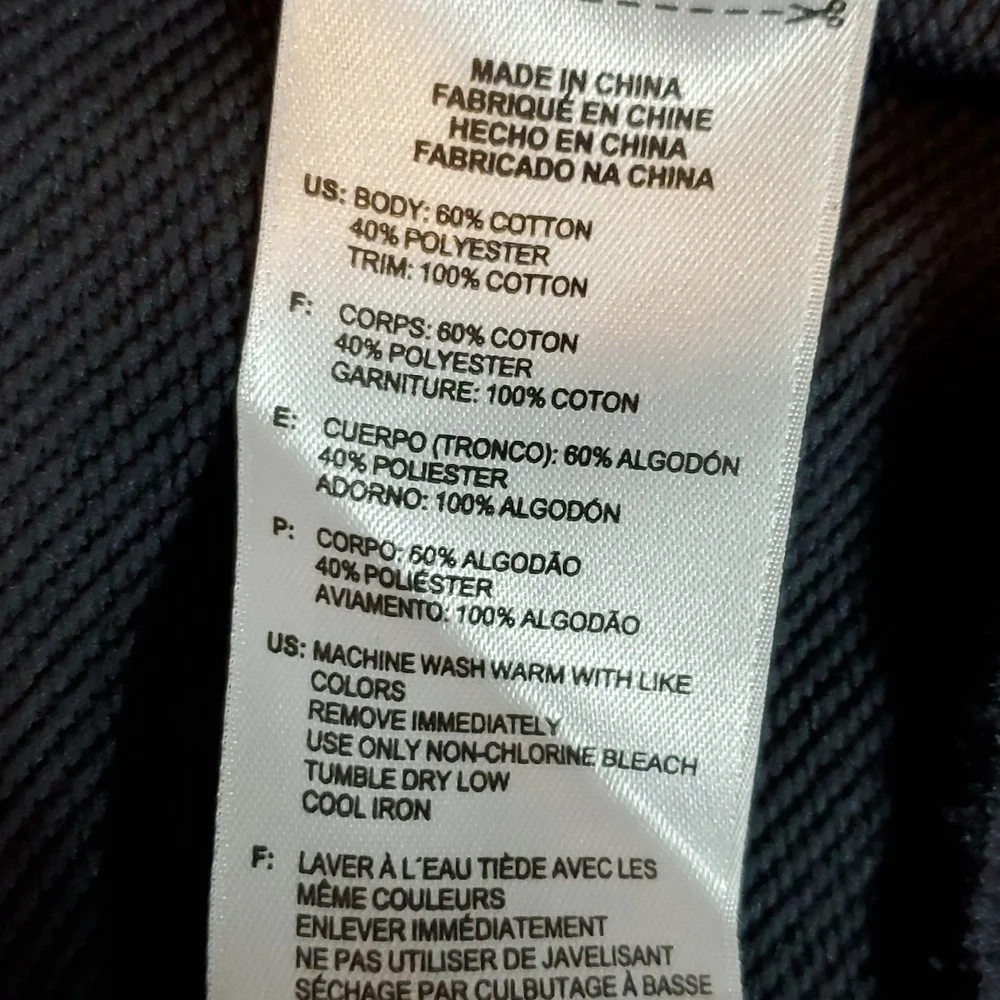 MADE IN CHINA
FABRIQUÉ EN CHINE
HECHO EN CHINA
FABRICADO NA CHINA
US: BODY: 60% COTTON
40% POLYESTER
TRIM: 100% COTTON
F: CORPS: 60% COTON
40% POLYESTER
GARNITURE: 100% COTON
E: CUERPO (TRONCO): 60% ALGODÓN
40% POLIESTER
ADORNO: 100% ALGODÓN
P: CORPO: 60% ALGODÃO
40% POLIÉSTER
AVIAMENTO: 100% ALGODÃO
US: MACHINE WASH WARM WITH LIKE
COLORS
REMOVE IMMEDIATELY
USE ONLY NON-CHLORINE BLEACH
TUMBLE DRY LOW
COOL IRON
F: LAVER À L'EAU TIÈDE AVEC LES
MÊME COULEURS
ENLEVER IMMÉDIATEMENT
NE PAS UTILISER DE JAVELISANT
SÉCHAGE PAR CULBUTAGE À BASSE